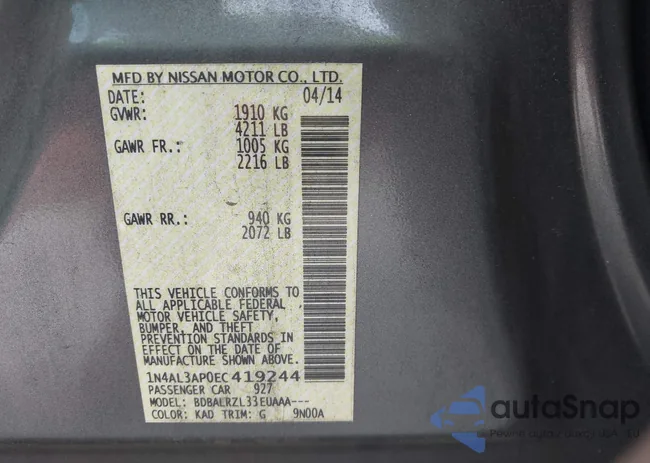 MFD BY NISSAN MOTOR CO., LTD.
DATE: 04/14
GVWR: 1910 KG
4211 LB
GAWR FR.: 1005 KG
2216 LB
GAWR RR.: 940 KG
2072 LB
THIS VEHICLE CONFORMS TO
ALL APPLICABLE FEDERAL
MOTOR VEHICLE SAFETY,
BUMPER, AND THEFT
PREVENTION STANDARDS IN
EFFECT ON THE DATE OF
MANUFACTURE SHOWN ABOVE.
1N4AL3AP0EC419244
PASSENGER CAR 927
MODEL: BDBALRZL33EUAAA---
COLOR: KAD TRIM: G 9N00A
autaSnap